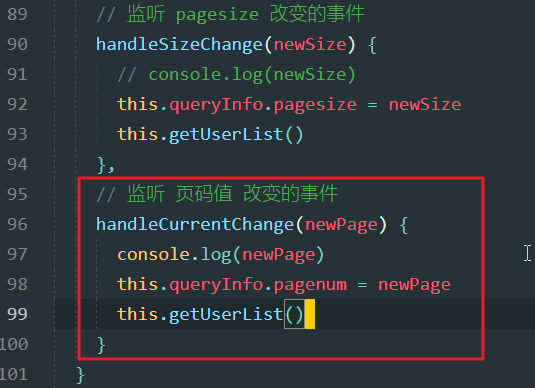 89 // 监听 pagesize 改变的事件
90 handleSizeChange(newSize) {
91 // console.log(newSize)
92 this.queryInfo.pagesize = newSize
93 this.getUserList()
94 },
95 // 监听 页码值 改变的事件
96 handleCurrentChange(newPage) {
97 console.log(newPage)
98 this.queryInfo.pagenum = newPage
99 this.getUserList()
100 }
101 }